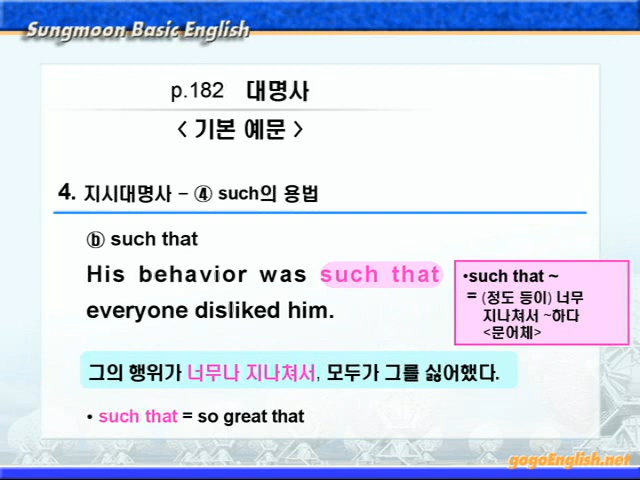 Sungmoon Basic English
p.182 대명사
< 기본 예문 >
4. 지시대명사 – ④ such의 용법
ⓑ such that
His behavior was such that
everyone disliked him.
•such that ~
= (정도 등이) 너무
지나쳐서 ~하다
<문어체>
그의 행위가 너무나 지나쳐서, 모두가 그를 싫어했다.
• such that = so great that
gogoEnglish.net